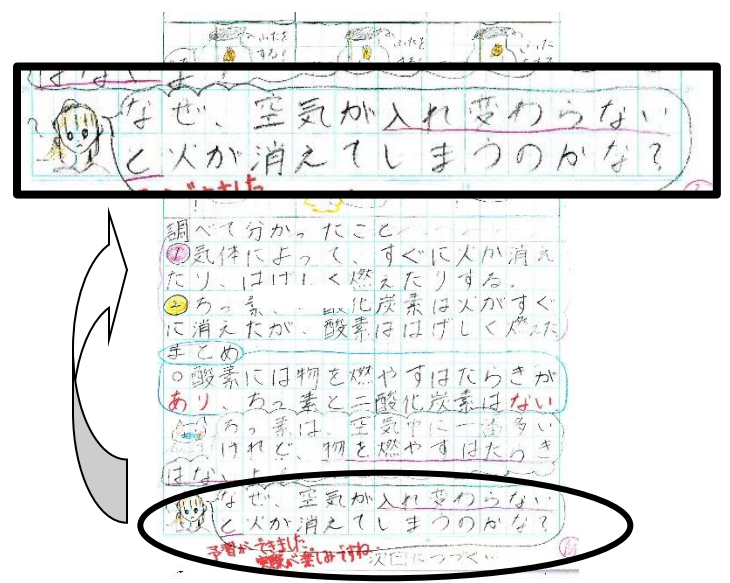 なぜ、空気が入れ変わらない
と火が消えてしまうのかな?
調べて分かったこと
①気体によって、すぐに火が消え
たり、はげしく燃えたりする。
②ちっ素、 酸化炭素は火がすぐ
に消えたが、酸素ははげしく燃えた
まとめ
○酸素には物を燃やすはたらきが
あり、ちっ素と二酸化炭素はない
ちっ素は、空気中に一番多い
けれど、物を燃やすはたらき
はないよ
なぜ、空気が入れ変わらない
と火が消えてしまうのかな?
予習ができました。
実験が楽しみですね。
次回につづく